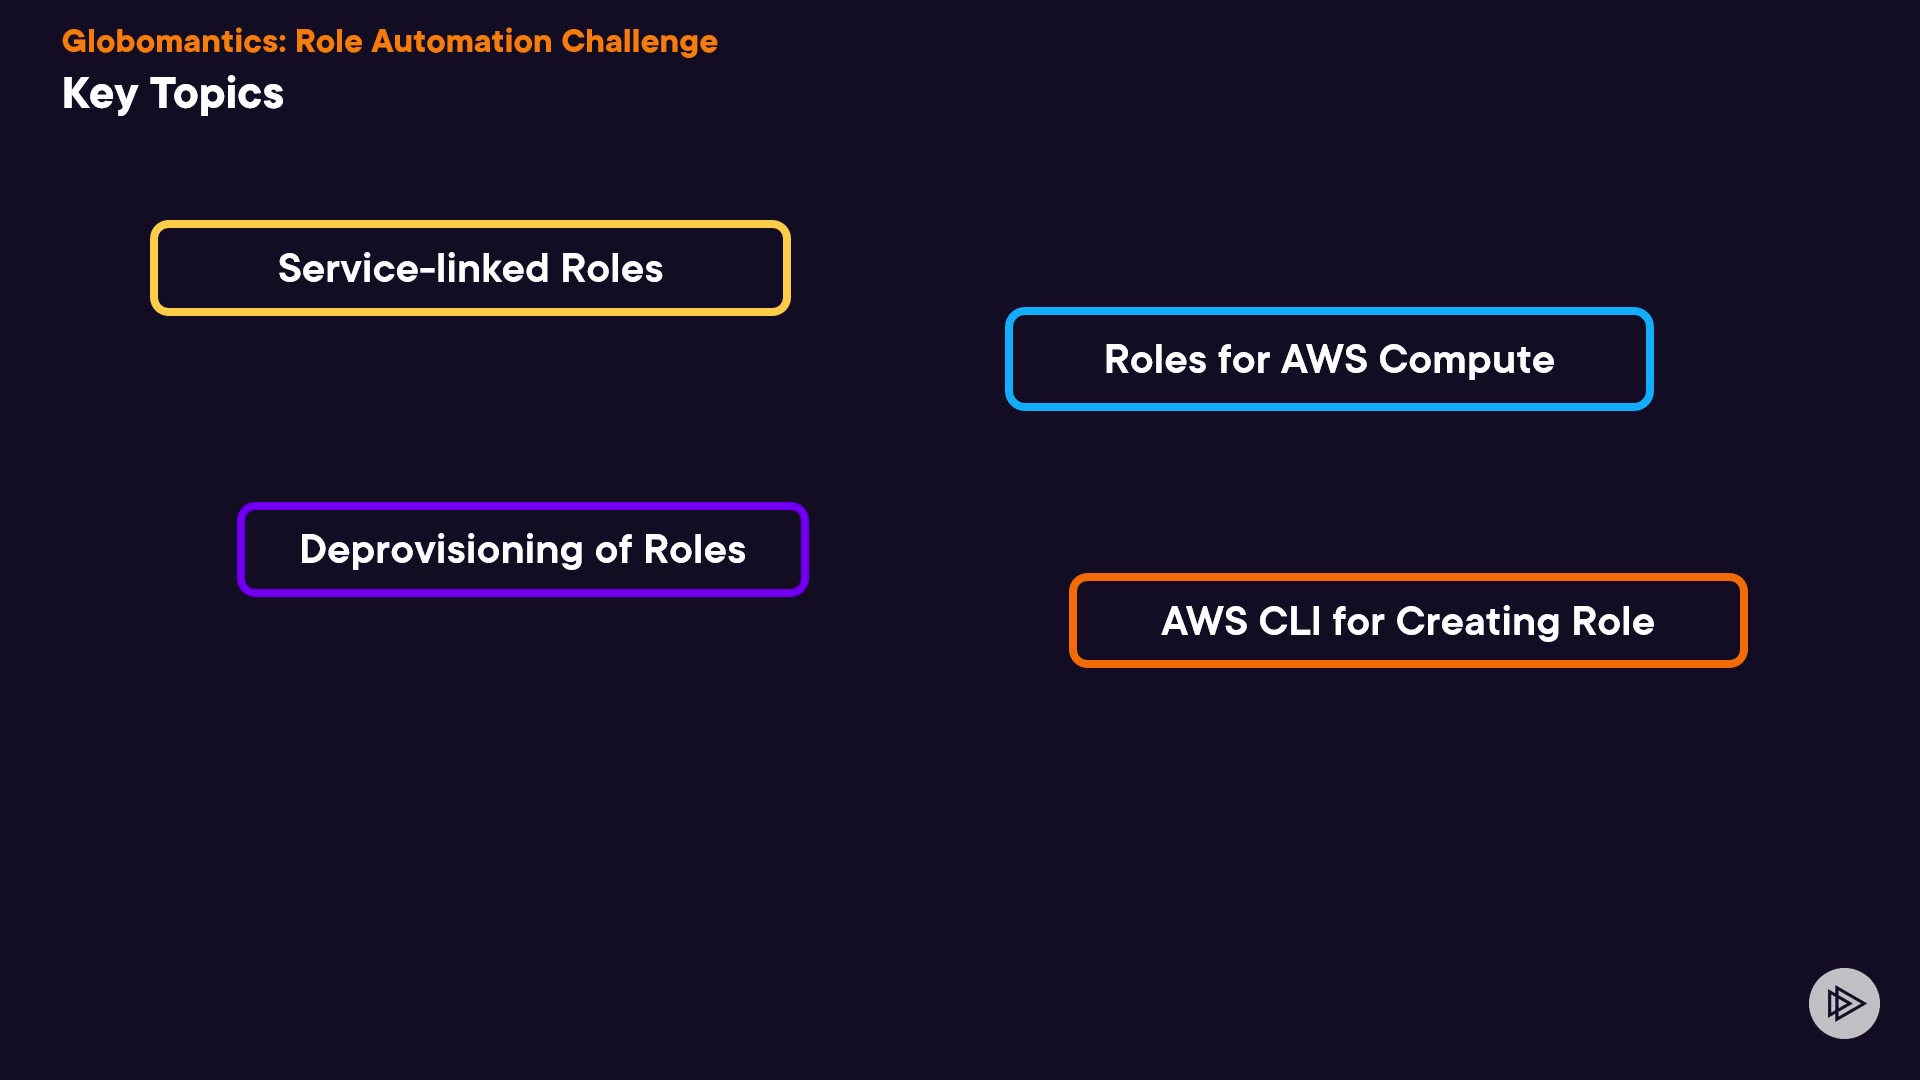 Globomantics: Role Automation Challenge
Key Topics
Service-linked Roles
Roles for AWS Compute
Deprovisioning of Roles
AWS CLI for Creating Role